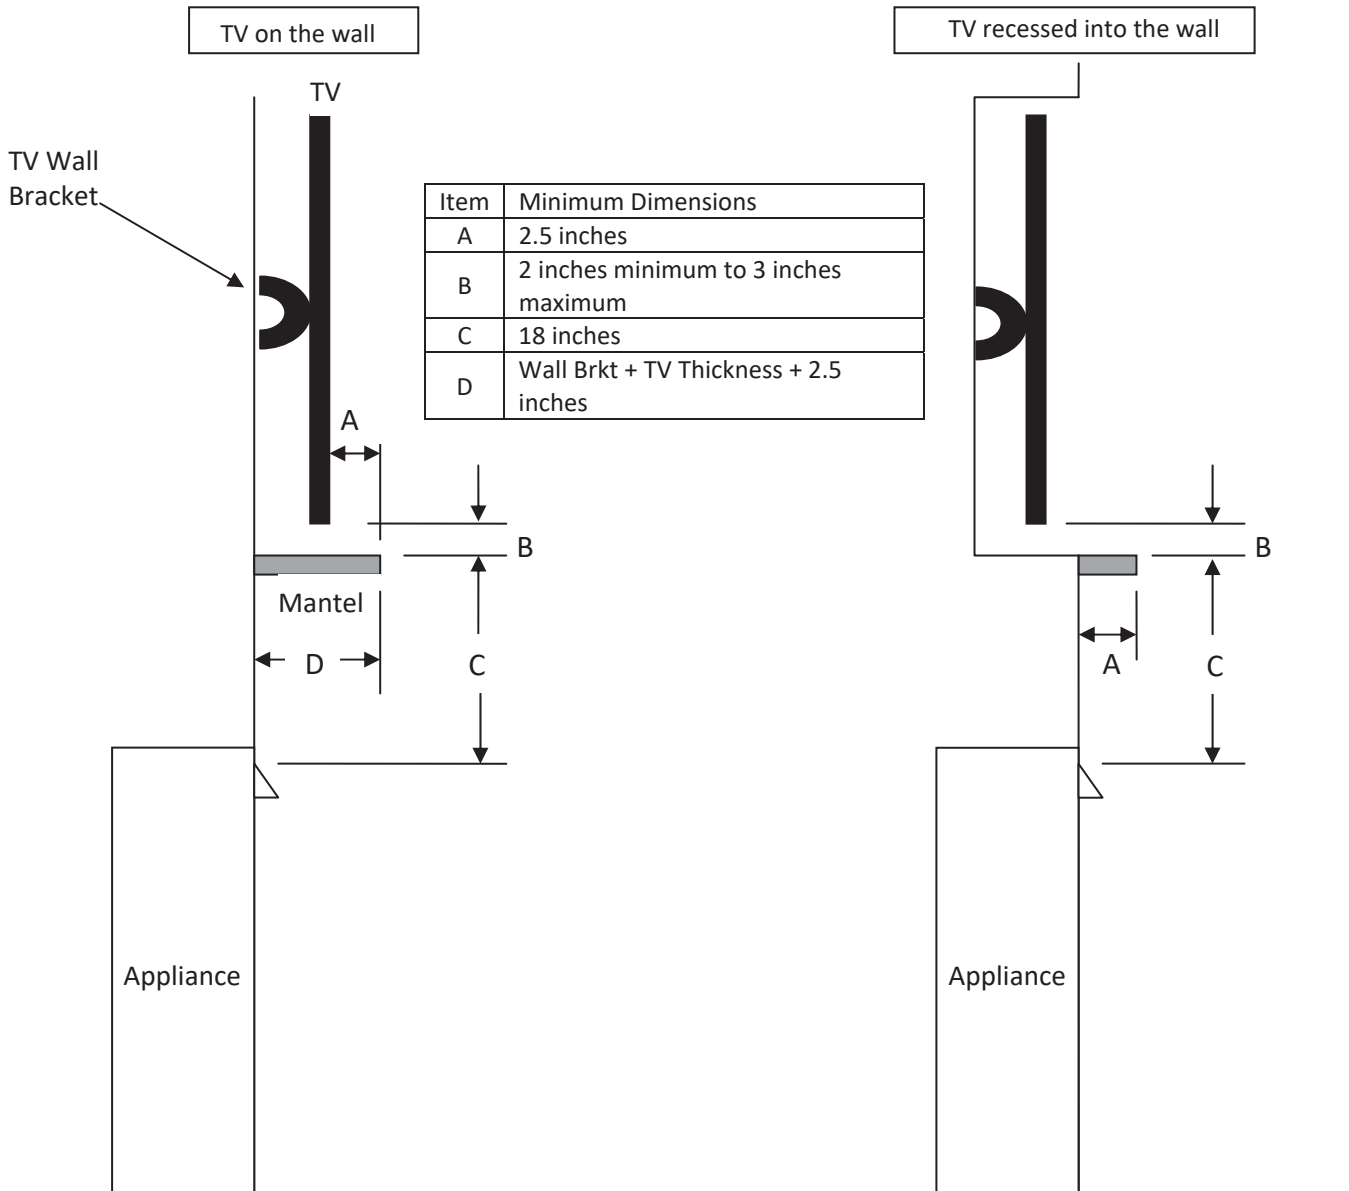 TV on the wall
TV recessed into the wall
TV
TV Wall
Bracket
Item Minimum Dimensions
A 2.5 inches
B 2 inches minimum to 3 inches
maximum
C 18 inches
D Wall Brkt + TV Thickness + 2.5
inches
A
B
Mantel
D
C
Appliance
B
A
C
Appliance